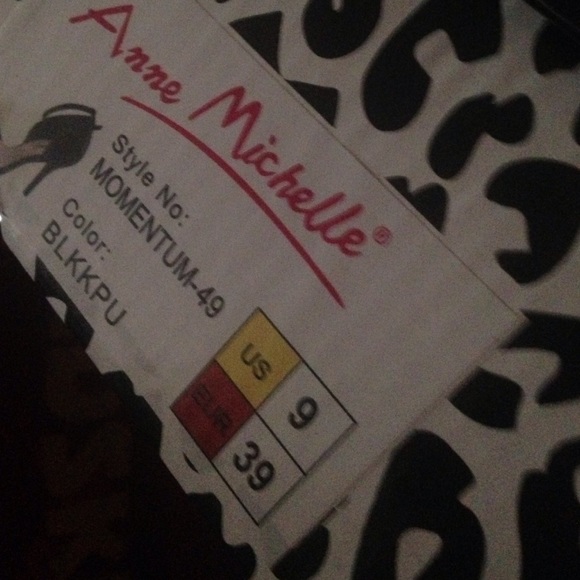 Anne Michelle®
Style No:
MOMENTUM-49
Color:
BLKKPU
US 9
EUR 39